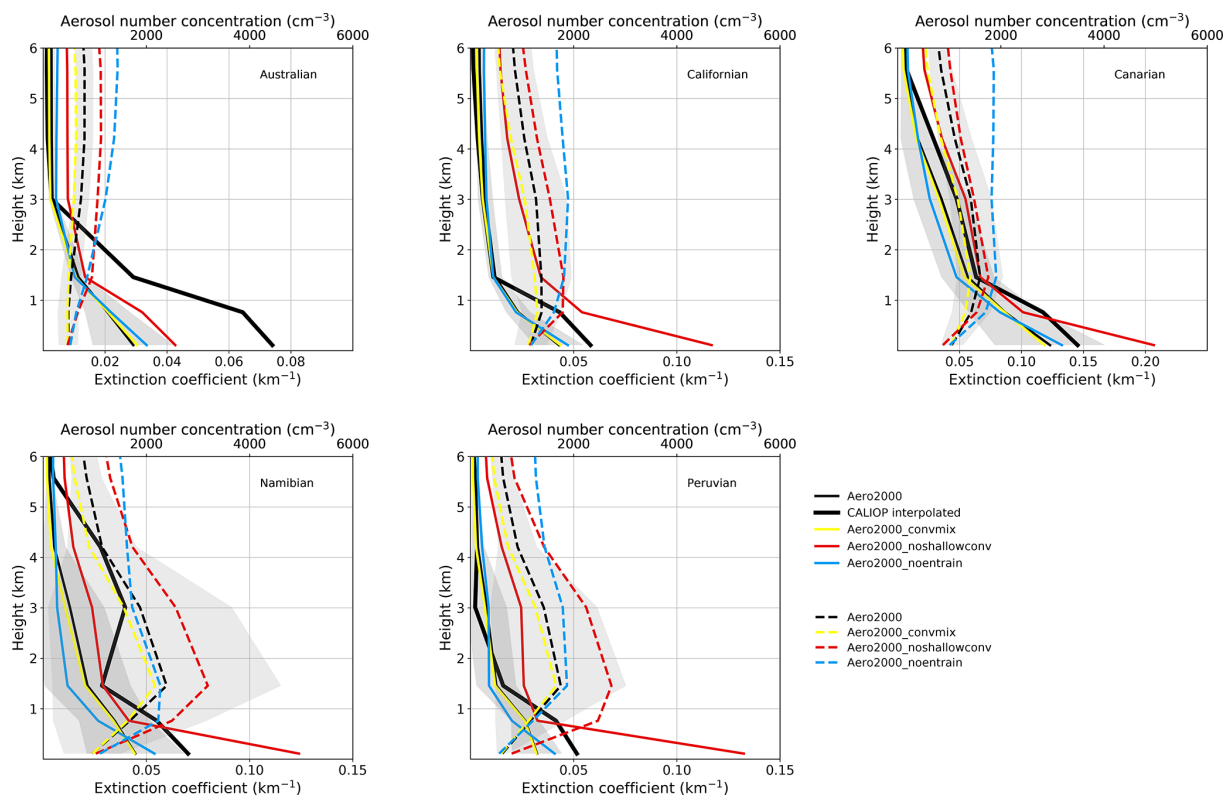 Aerosol number concentration (cm⁻³)
2000 4000 6000
Australian
Height (km)
6
5
4
3
2
1
0.02 0.04 0.06 0.08
Extinction coefficient (km⁻¹)
Aerosol number concentration (cm⁻³)
2000 4000 6000
Californian
Height (km)
6
5
4
3
2
1
0.05 0.10 0.15
Extinction coefficient (km⁻¹)
Aerosol number concentration (cm⁻³)
2000 4000 6000
Canarian
Height (km)
6
5
4
3
2
1
0.05 0.10 0.15 0.20
Extinction coefficient (km⁻¹)
Aerosol number concentration (cm⁻³)
2000 4000 6000
Namibian
Height (km)
6
5
4
3
2
1
0.05 0.10 0.15
Extinction coefficient (km⁻¹)
Aerosol number concentration (cm⁻³)
2000 4000 6000
Peruvian
Height (km)
6
5
4
3
2
1
0.05 0.10 0.15
Extinction coefficient (km⁻¹)
Aero2000
CALIOP interpolated
Aero2000_convmix
Aero2000_noshallowconv
Aero2000_noentrain
Aero2000
Aero2000_convmix
Aero2000_noshallowconv
Aero2000_noentrain